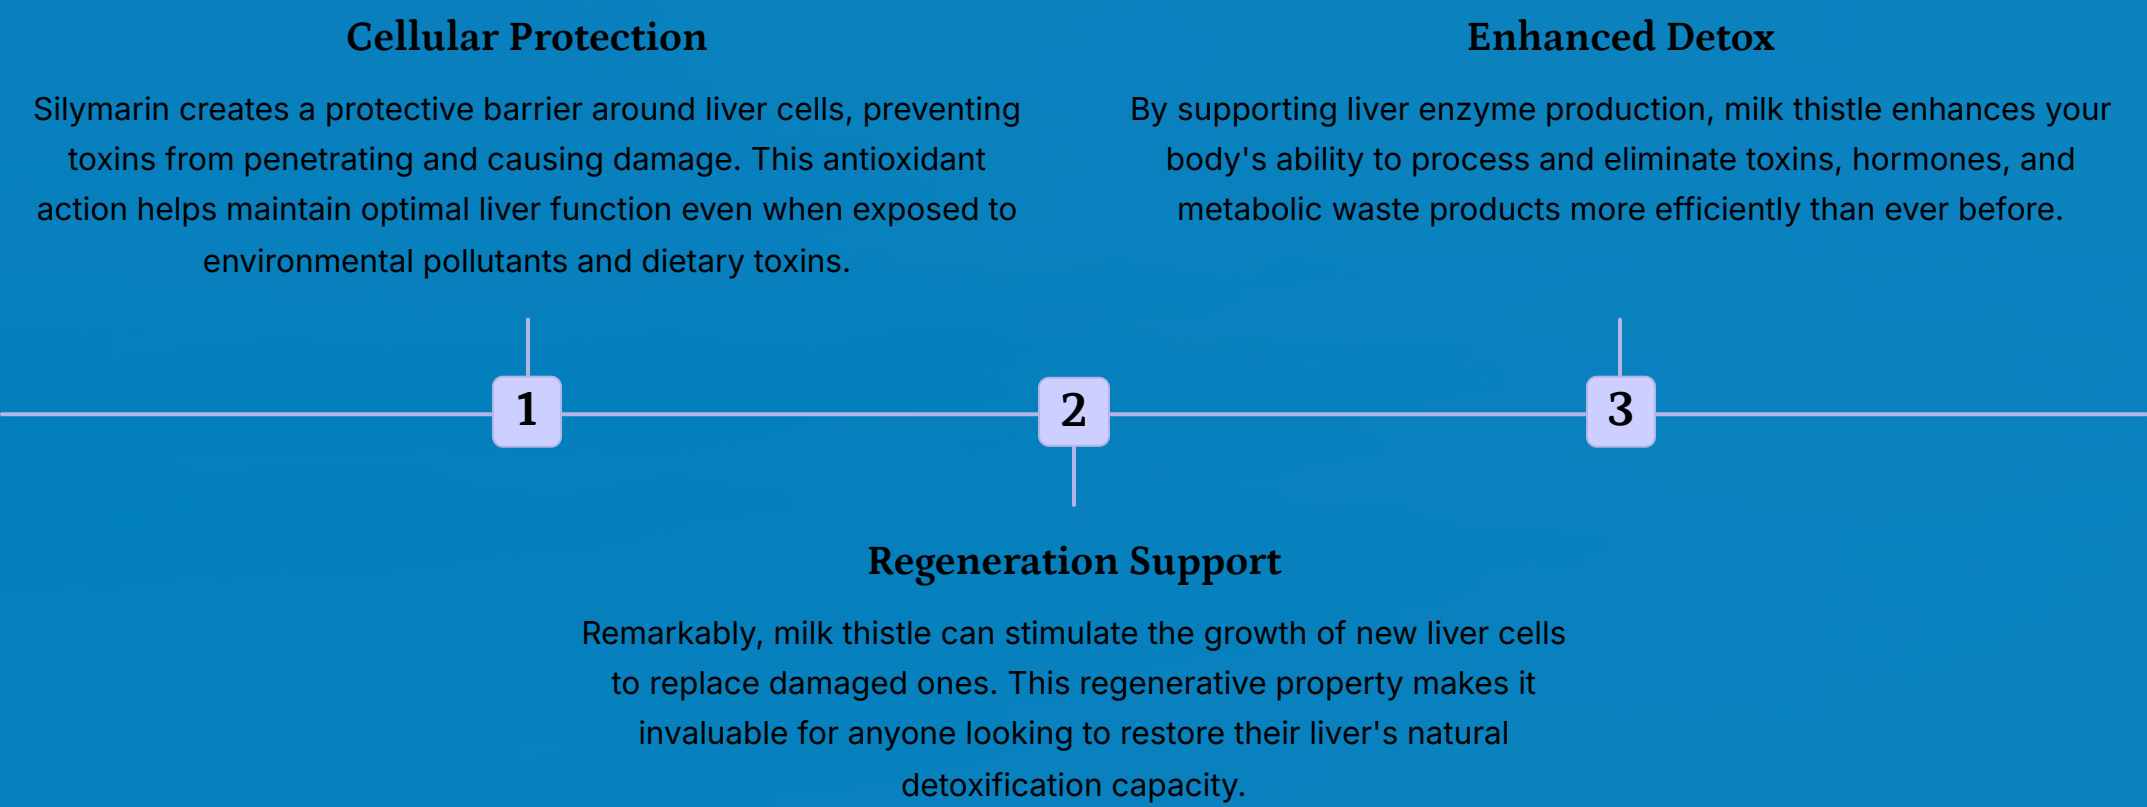 Cellular Protection
Silymarin creates a protective barrier around liver cells, preventing
toxins from penetrating and causing damage. This antioxidant
action helps maintain optimal liver function even when exposed to
environmental pollutants and dietary toxins.
Enhanced Detox
By supporting liver enzyme production, milk thistle enhances your
body's ability to process and eliminate toxins, hormones, and
metabolic waste products more efficiently than ever before.
1
2
3
Regeneration Support
Remarkably, milk thistle can stimulate the growth of new liver cells
to replace damaged ones. This regenerative property makes it
invaluable for anyone looking to restore their liver's natural
detoxification capacity.